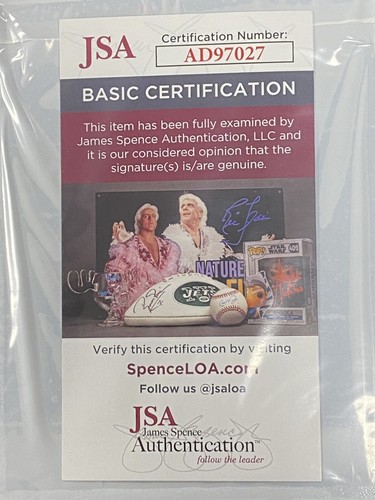 JSA
Certification Number:
AD97027
BASIC CERTIFICATION
This item has been fully examined by
James Spence Authentication, LLC and
it is our considered opinion that the
signature(s) is/are genuine.
STAR
WARS
POP!
NATURE
JETS
Verify this certification by visiting
SpenceLOA.com
Follow us @jsaloa
JSA
James Spence
Authentication™
follow the leader